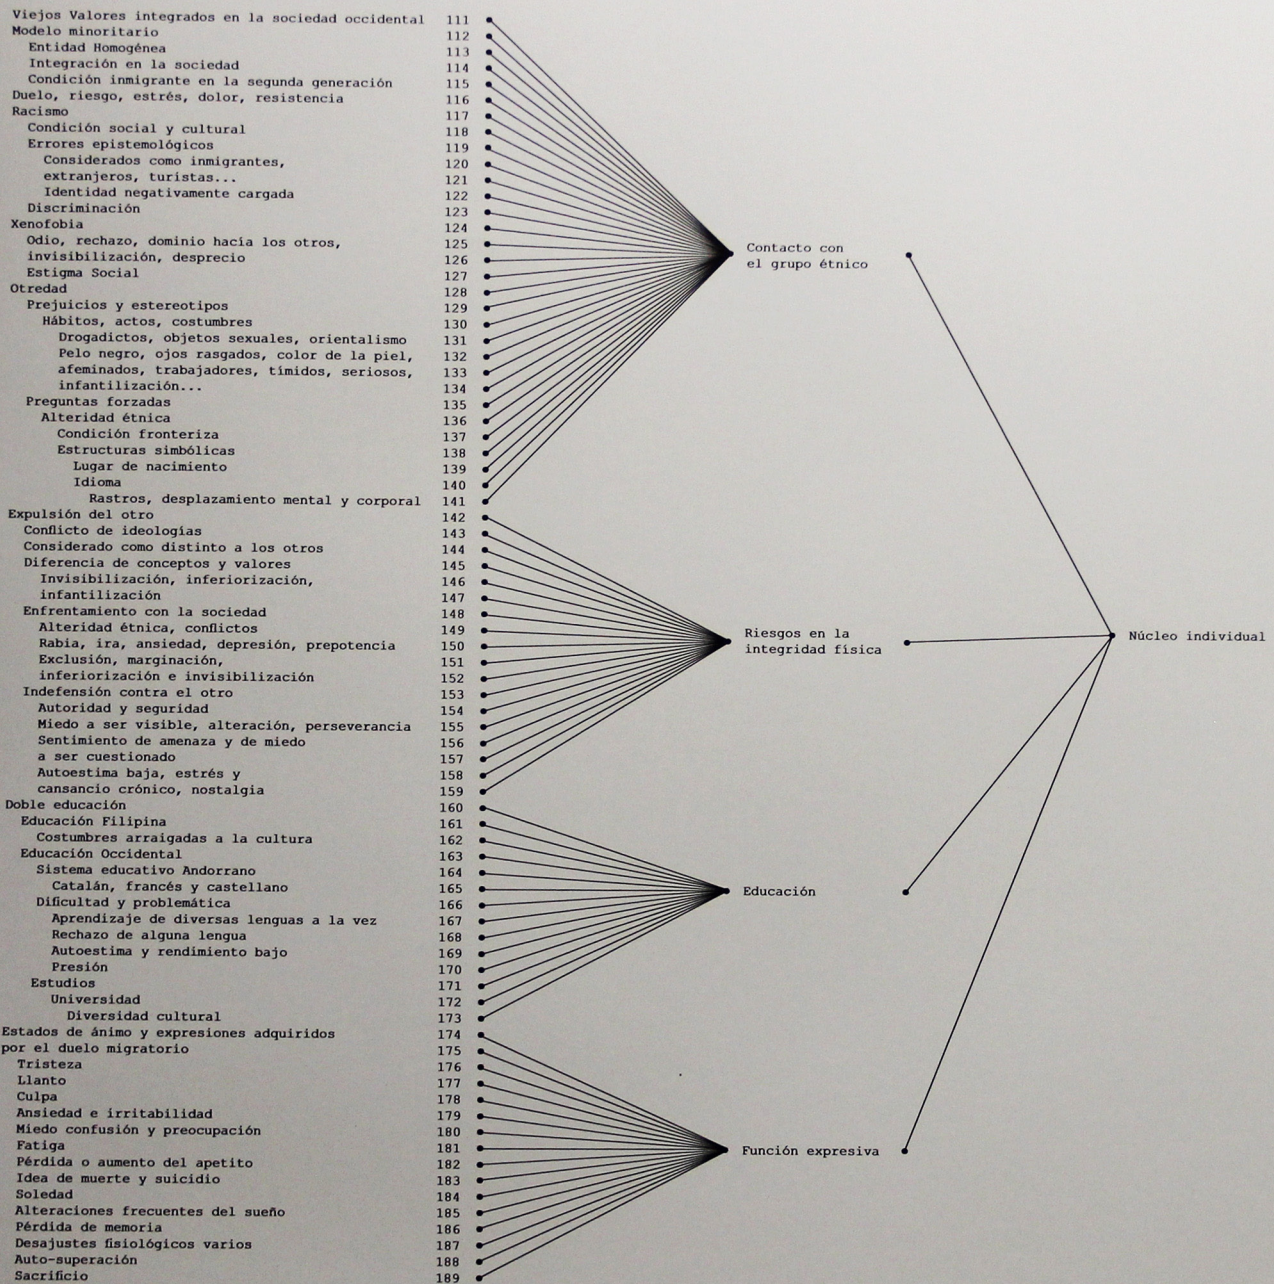 Viejos Valores integrados en la sociedad occidental 111
Modelo minoritario 112
Entidad Homogénea 113
Integración en la sociedad 114
Condición inmigrante en la segunda generación 115
Duelo, riesgo, estrés, dolor, resistencia 116
Racismo 117
Condición social y cultural 118
Errores epistemológicos 119
Considerados como inmigrantes, 120
extranjeros, turistas... 121
Identidad negativamente cargada 122
Discriminación 123
Xenofobia 124
Odio, rechazo, dominio hacía los otros, 125
invisibilización, desprecio 126
Estigma Social 127
Otredad 128
Prejuicios y estereotipos 129
Hábitos, actos, costumbres 130
Drogadictos, objetos sexuales, orientalismo 131
Pelo negro, ojos rasgados, color de la piel, 132
afeminados, trabajadores, tímidos, seriosos, 133
infantilización... 134
Preguntas forzadas 135
Alteridad étnica 136
Condición fronteriza 137
Estructuras simbólicas 138
Lugar de nacimiento 139
Idioma 140
Rastros, desplazamiento mental y corporal 141
Contacto con
el grupo étnico
Expulsión del otro 142
Conflicto de ideologías 143
Considerado como distinto a los otros 144
Diferencia de conceptos y valores 145
Invisibilización, inferiorización, 146
infantilización 147
Enfrentamiento con la sociedad 148
Alteridad étnica, conflictos 149
Rabia, ira, ansiedad, depresión, prepotencia 150
Exclusión, marginación, 151
inferiorización e invisibilización 152
Indefensión contra el otro 153
Autoridad y seguridad 154
Miedo a ser visible, alteración, perseverancia 155
Sentimiento de amenaza y de miedo 156
a ser cuestionado 157
Autoestima baja, estrés y 158
cansancio crónico, nostalgia 159
Riesgos en la
integridad física
Núcleo individual
Doble educación 160
Educación Filipina 161
Costumbres arraigadas a la cultura 162
Educación Occidental 163
Sistema educativo Andorrano 164
Catalán, francés y castellano 165
Dificultad y problemática 166
Aprendizaje de diversas lenguas a la vez 167
Rechazo de alguna lengua 168
Autoestima y rendimiento bajo 169
Presión 170
Estudios 171
Universidad 172
Diversidad cultural 173
Educación
Estados de ánimo y expresiones adquiridos 174
por el duelo migratorio 175
Tristeza 176
Llanto 177
Culpa 178
Ansiedad e irritabilidad 179
Miedo confusión y preocupación 180
Fatiga 181
Pérdida o aumento del apetito 182
Idea de muerte y suicidio 183
Soledad 184
Alteraciones frecuentes del sueño 185
Pérdida de memoria 186
Desajustes fisiológicos varios 187
Auto-superación 188
Sacrificio 189
Función expresiva